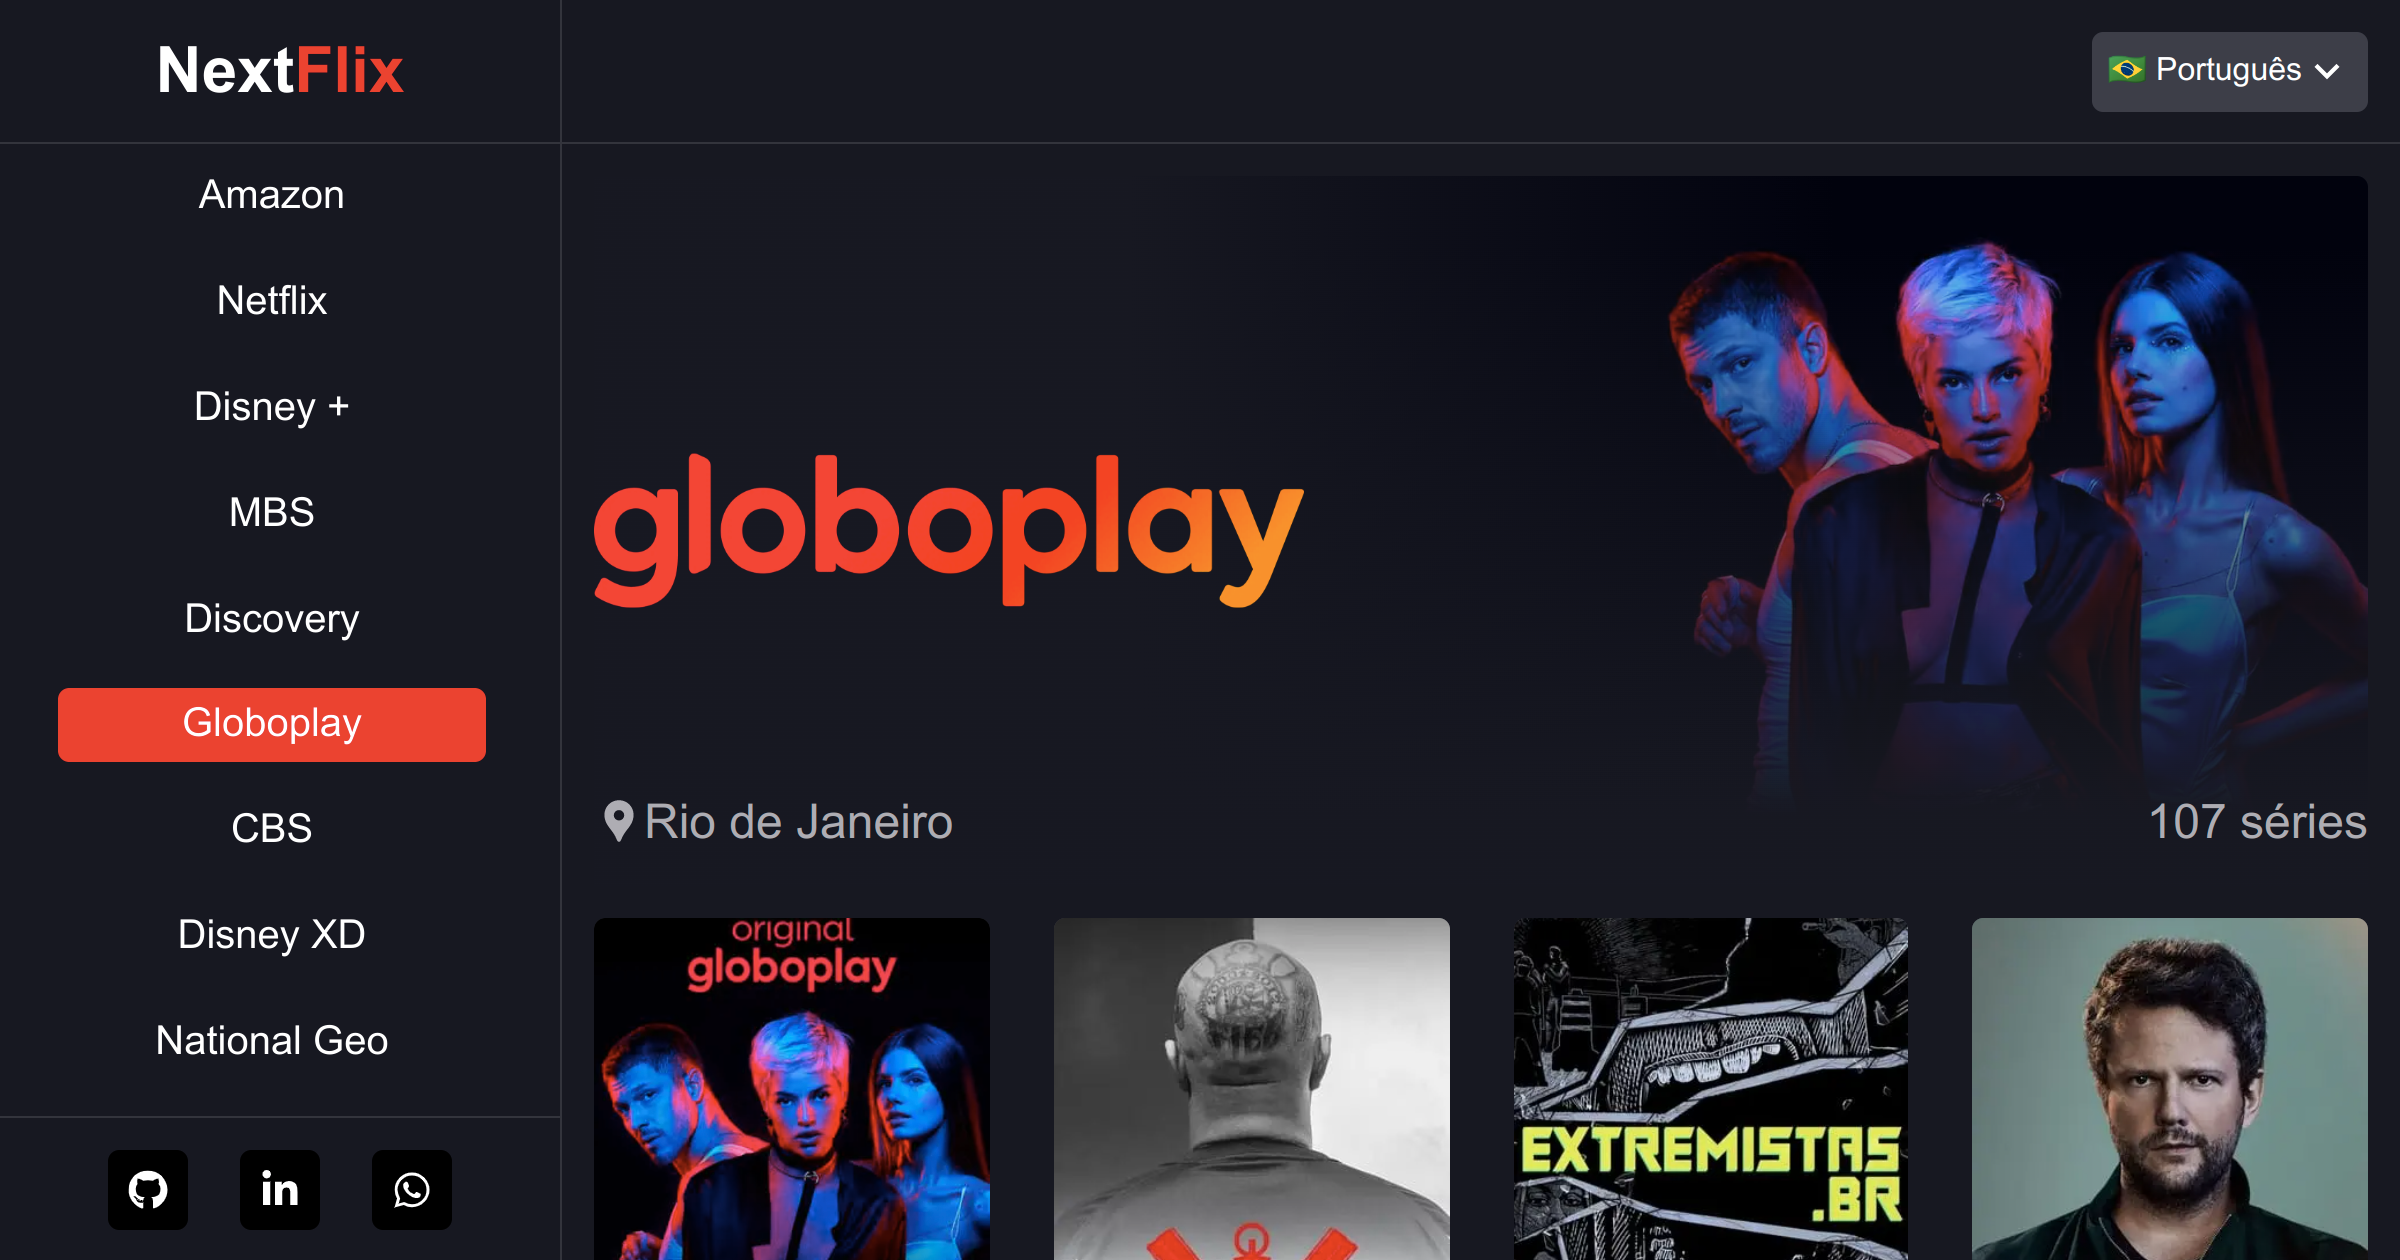 NextFlix
Português
Amazon
Netflix
Disney +
MBS
Discovery
Globoplay
CBS
Disney XD
National Geo
globoplay
Rio de Janeiro
107 séries
original
globoplay
EXTREMISTAS
.BR
in